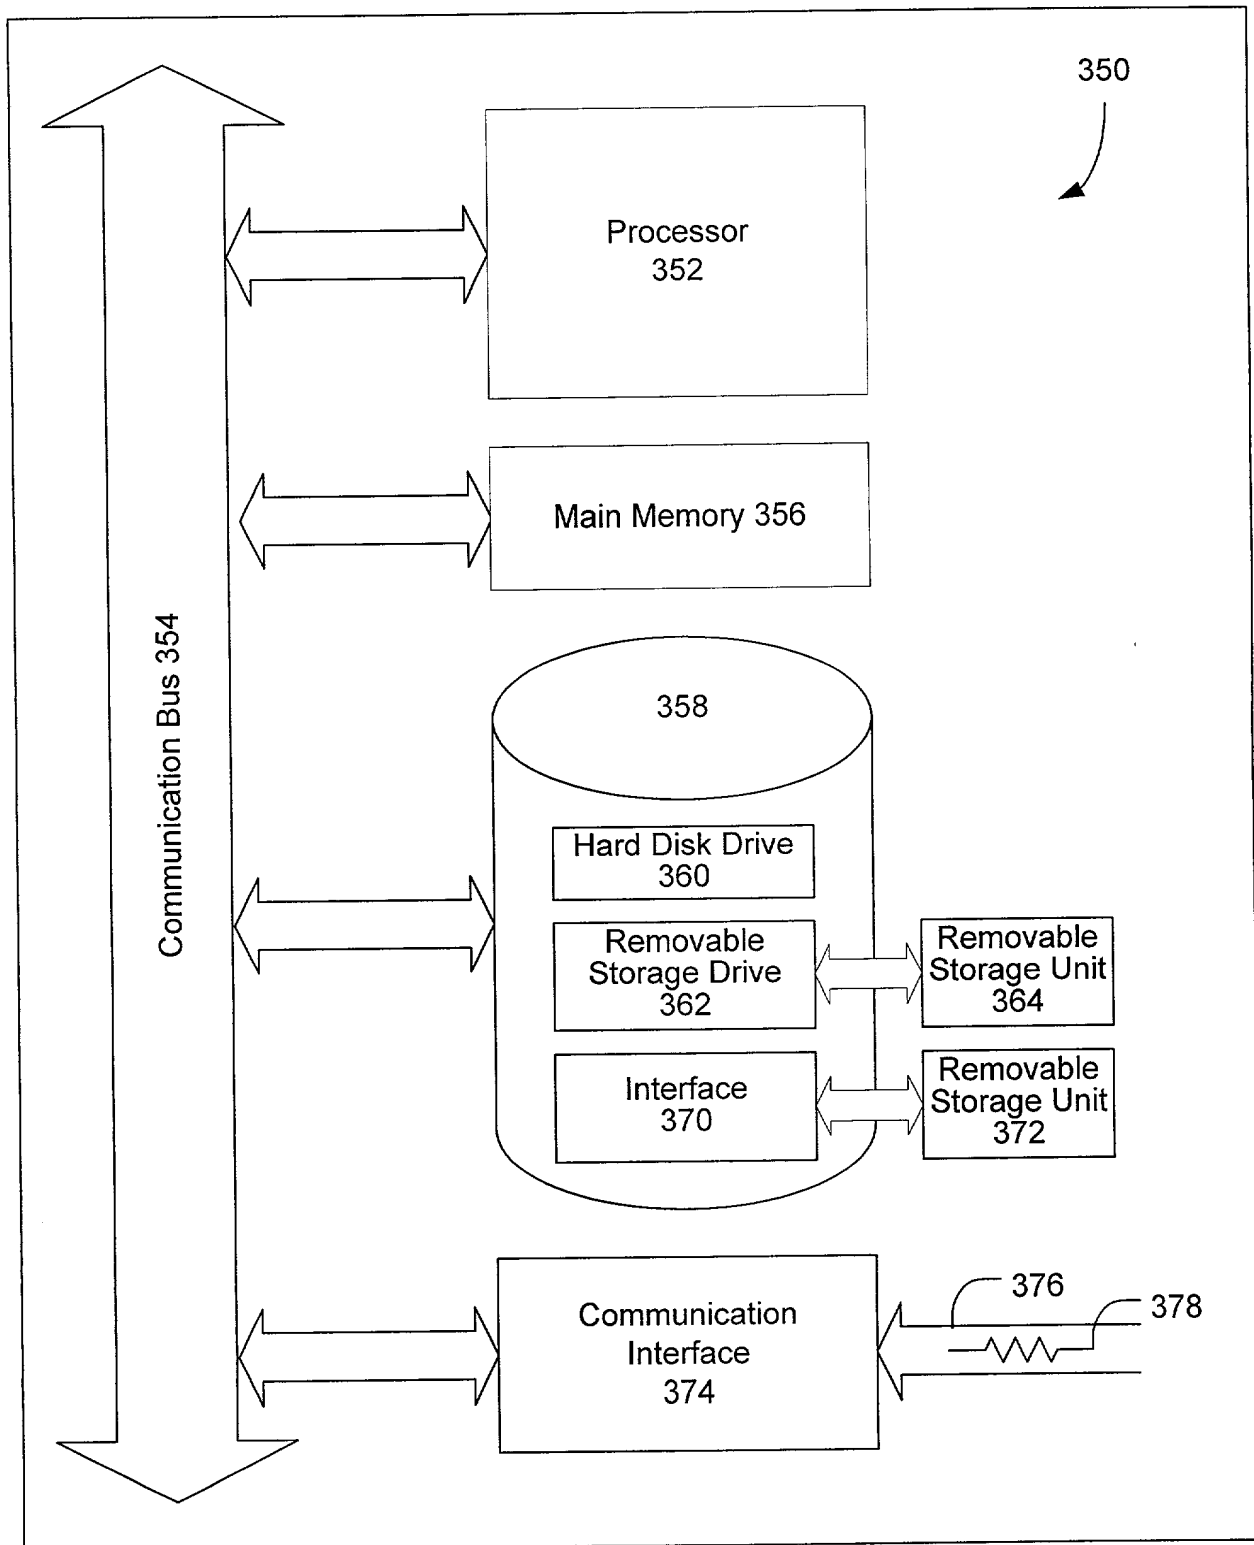 350
Processor
352
Main Memory 356
Communication Bus 354
358
Hard Disk Drive
360
Removable
Storage Drive
362
Removable
Storage Unit
364
Interface
370
Removable
Storage Unit
372
Communication
Interface
374
376
378